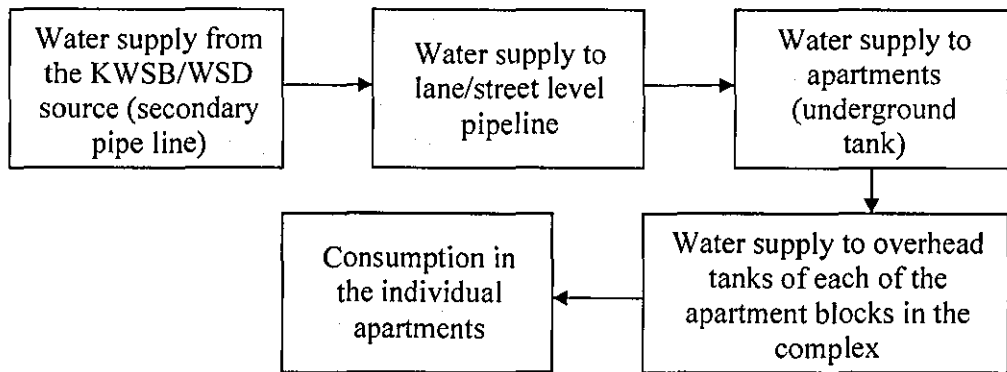 Water supply from
the KWSB/WSD
source (secondary
pipe line)
Water supply to
lane/street level
pipeline
Water supply to
apartments
(underground
tank)
Water supply to overhead
tanks of each of the
apartment blocks in the
complex
Consumption in
the individual
apartments